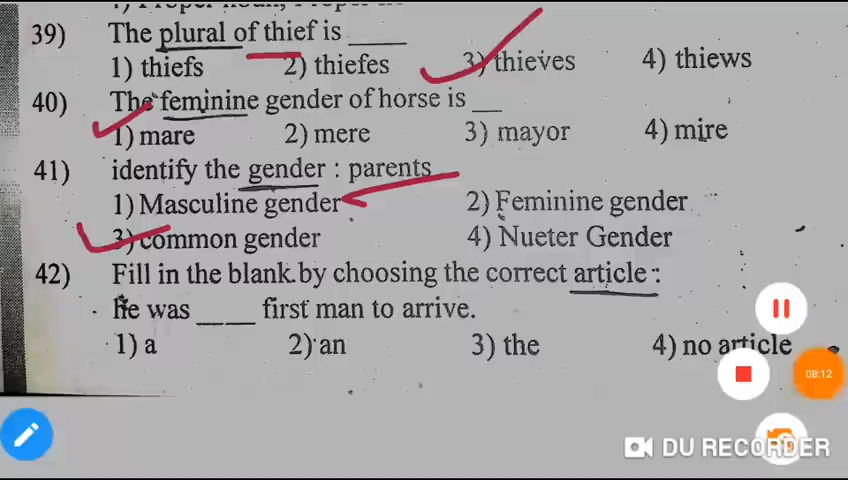 39) The plural of thief is ____
1) thiefs 2) thiefes 3) thieves 4) thiews
40) The feminine gender of horse is __
1) mare 2) mere 3) mayor 4) mire
41) identify the gender : parents
1) Masculine gender 2) Feminine gender
3) common gender 4) Nueter Gender
42) Fill in the blank by choosing the correct article :
he was ____ first man to arrive.
1) a 2) an 3) the 4) no article
08:12
DU RECORDER